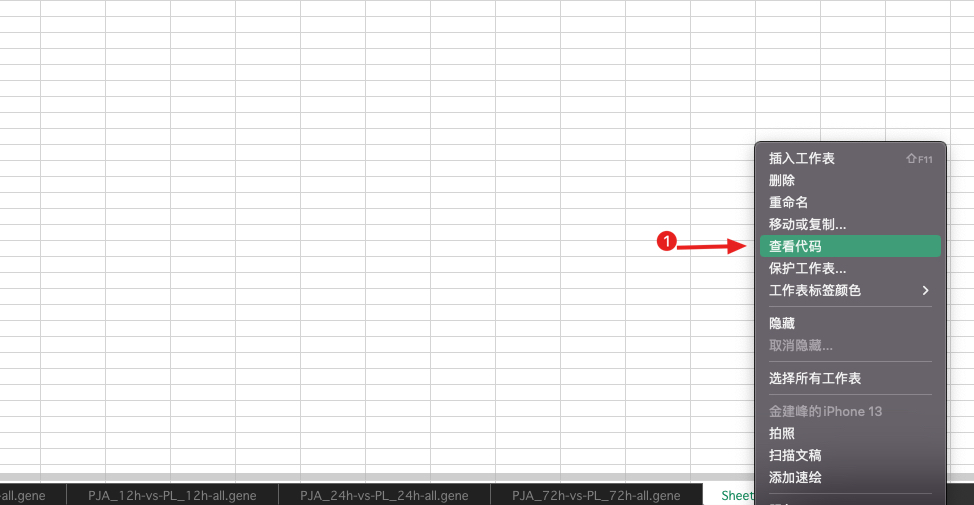 插入工作表 ⇧F11
删除
重命名
移动或复制...
1
查看代码
保护工作表...
工作表标签颜色
隐藏
取消隐藏...
选择所有工作表
金建峰的 iPhone 13
拍照
扫描文稿
添加速绘
-all.gene PJA_12h-vs-PL_12h-all.gene PJA_24h-vs-PL_24h-all.gene PJA_72h-vs-PL_72h-all.gene Sheet